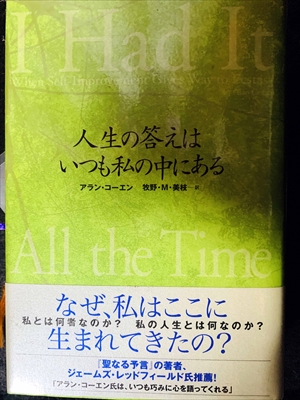 I Had It
When Self-Improvement Gives Way to Ecstasy
人生の答えは
いつも私の中にある
アラン・コーエン 牧野・M・美枝=訳
All the Time
なぜ、私はここに
私とは何者なのか? 私の人生とは何なのか?
生まれてきたの?
『聖なる予言』の著者、
ジェームズ・レッドフィールド氏推薦!
「アラン・コーエン氏は、いつも巧みに心を語ってくれる」